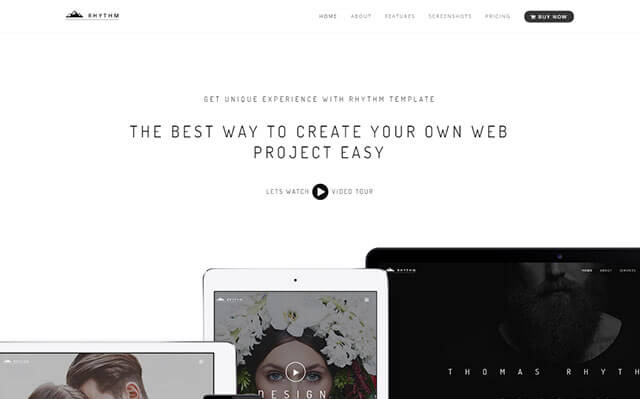 RHYTHM
HOME ABOUT FEATURES SCREENSHOTS PRICING BUY NOW
GET UNIQUE EXPERIENCE WITH RHYTHM TEMPLATE
THE BEST WAY TO CREATE YOUR OWN WEB
PROJECT EASY
LETS WATCH VIDEO TOUR
RHYTHM
HOME ABOUT SERVICES
RHYTHM
THOMAS RHYTH
DESIGN